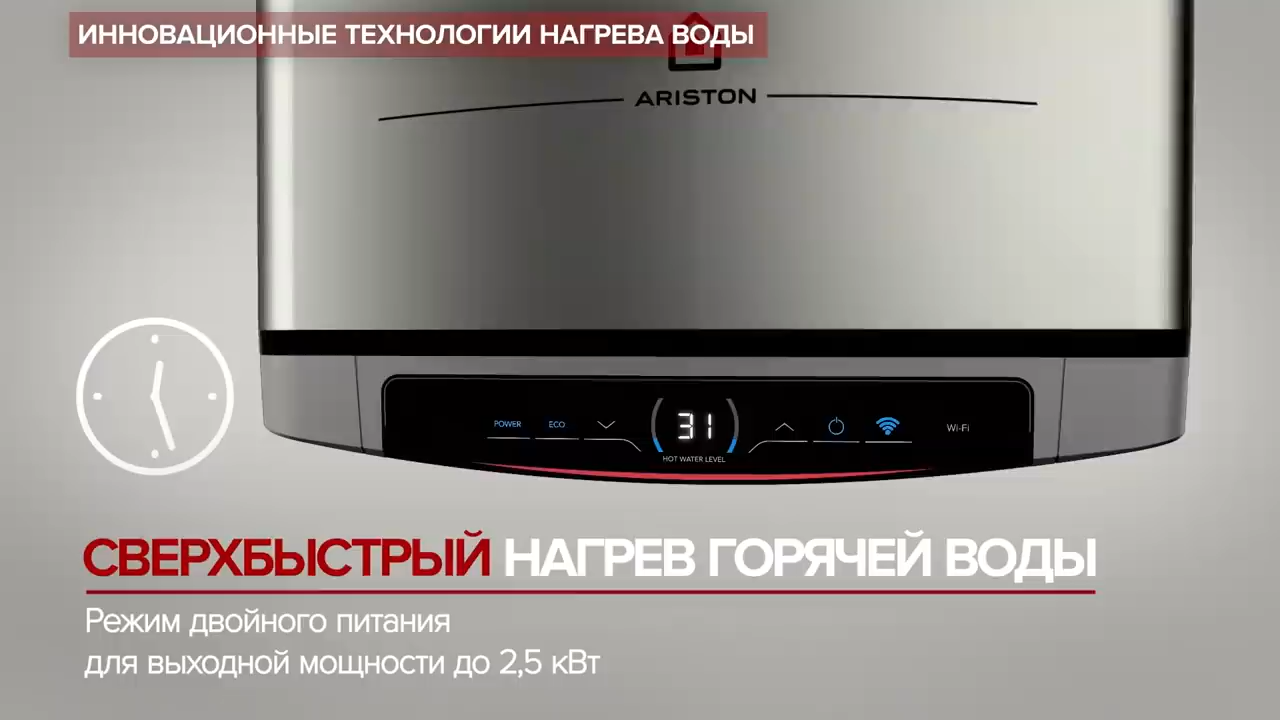 ИННОВАЦИОННЫЕ ТЕХНОЛОГИИ НАГРЕВА ВОДЫ
ARISTON
POWER ECO 31 Wi-Fi
HOT WATER LEVEL
СВЕРХБЫСТРЫЙ НАГРЕВ ГОРЯЧЕЙ ВОДЫ
Режим двойного питания
для выходной мощности до 2,5 кВт